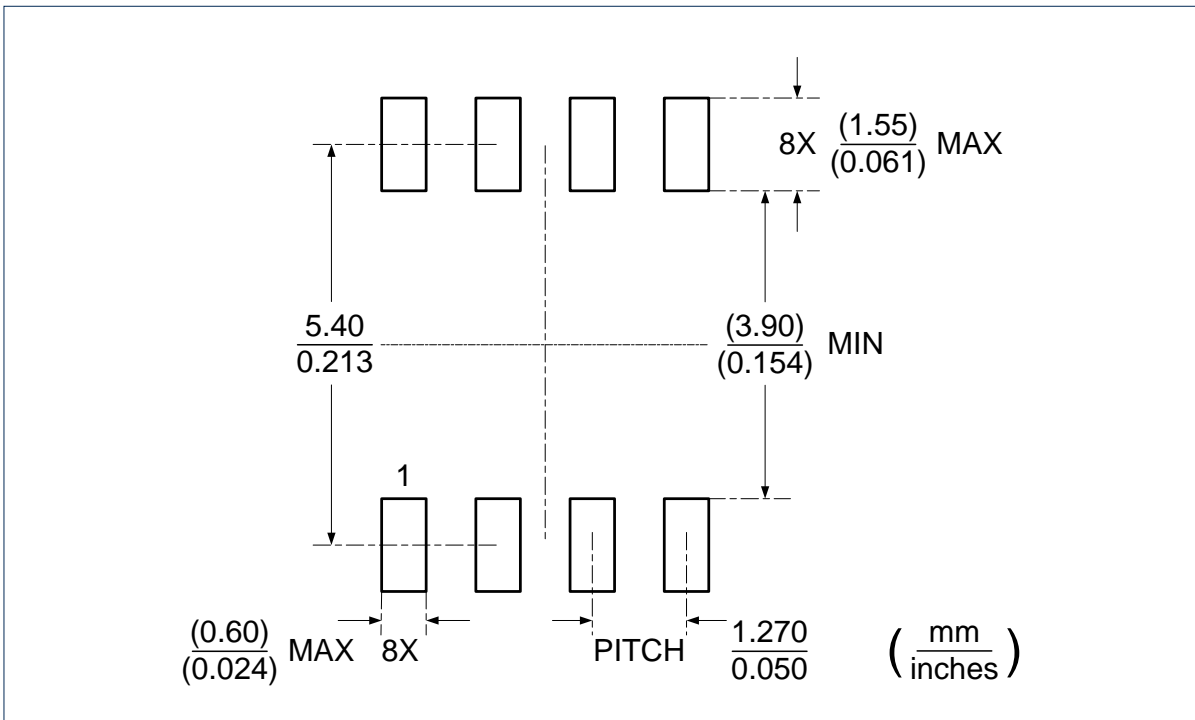 8X (1.55) MAX
(0.061)
5.40
0.213
(3.90) MIN
(0.154)
1
(0.60) MAX 8X
(0.024)
PITCH 1.270
0.050
( mm )
inches